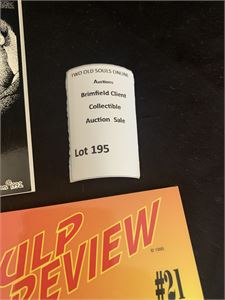 TWO OLD SOULS ONLINE
Auctions
Brimfield Client
Collectible
Auction Sale
Lot 195
ULP
REVIEW
#21